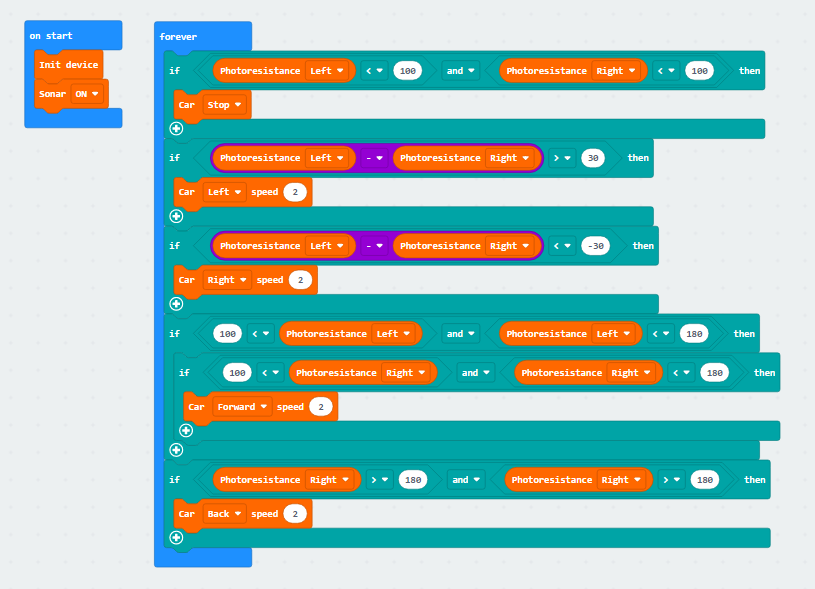 on start
Init device
Sonar ON
forever
if Photoresistance Left < 100 and Photoresistance Right < 100 then
Car Stop
if Photoresistance Left - Photoresistance Right > 30 then
Car Left speed 2
if Photoresistance Left - Photoresistance Right < -30 then
Car Right speed 2
if 100 < Photoresistance Left and Photoresistance Left < 180 then
if 100 < Photoresistance Right and Photoresistance Right < 180 then
Car Forward speed 2
if Photoresistance Right > 180 and Photoresistance Right > 180 then
Car Back speed 2